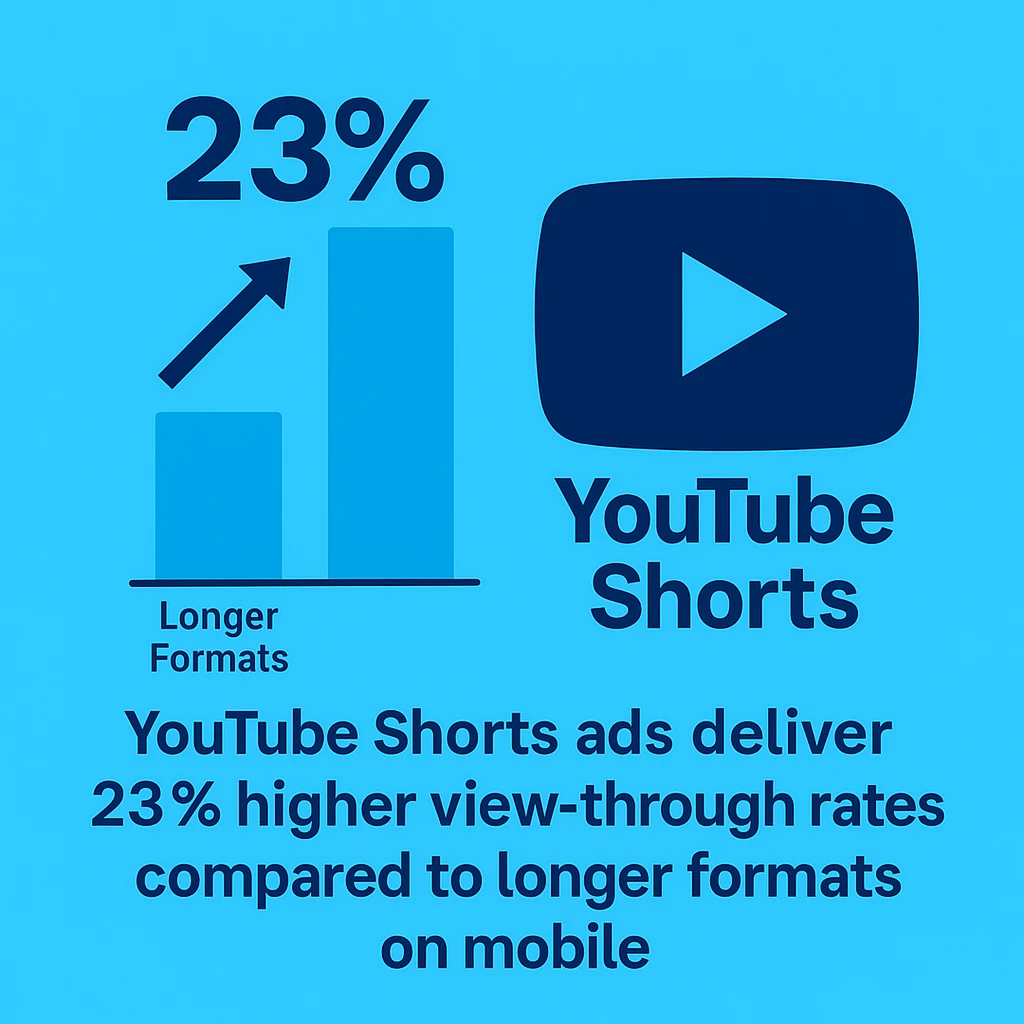 23%
Longer
Formats
YouTube
Shorts
YouTube Shorts ads deliver
23% higher view-through rates
compared to longer formats
on mobile